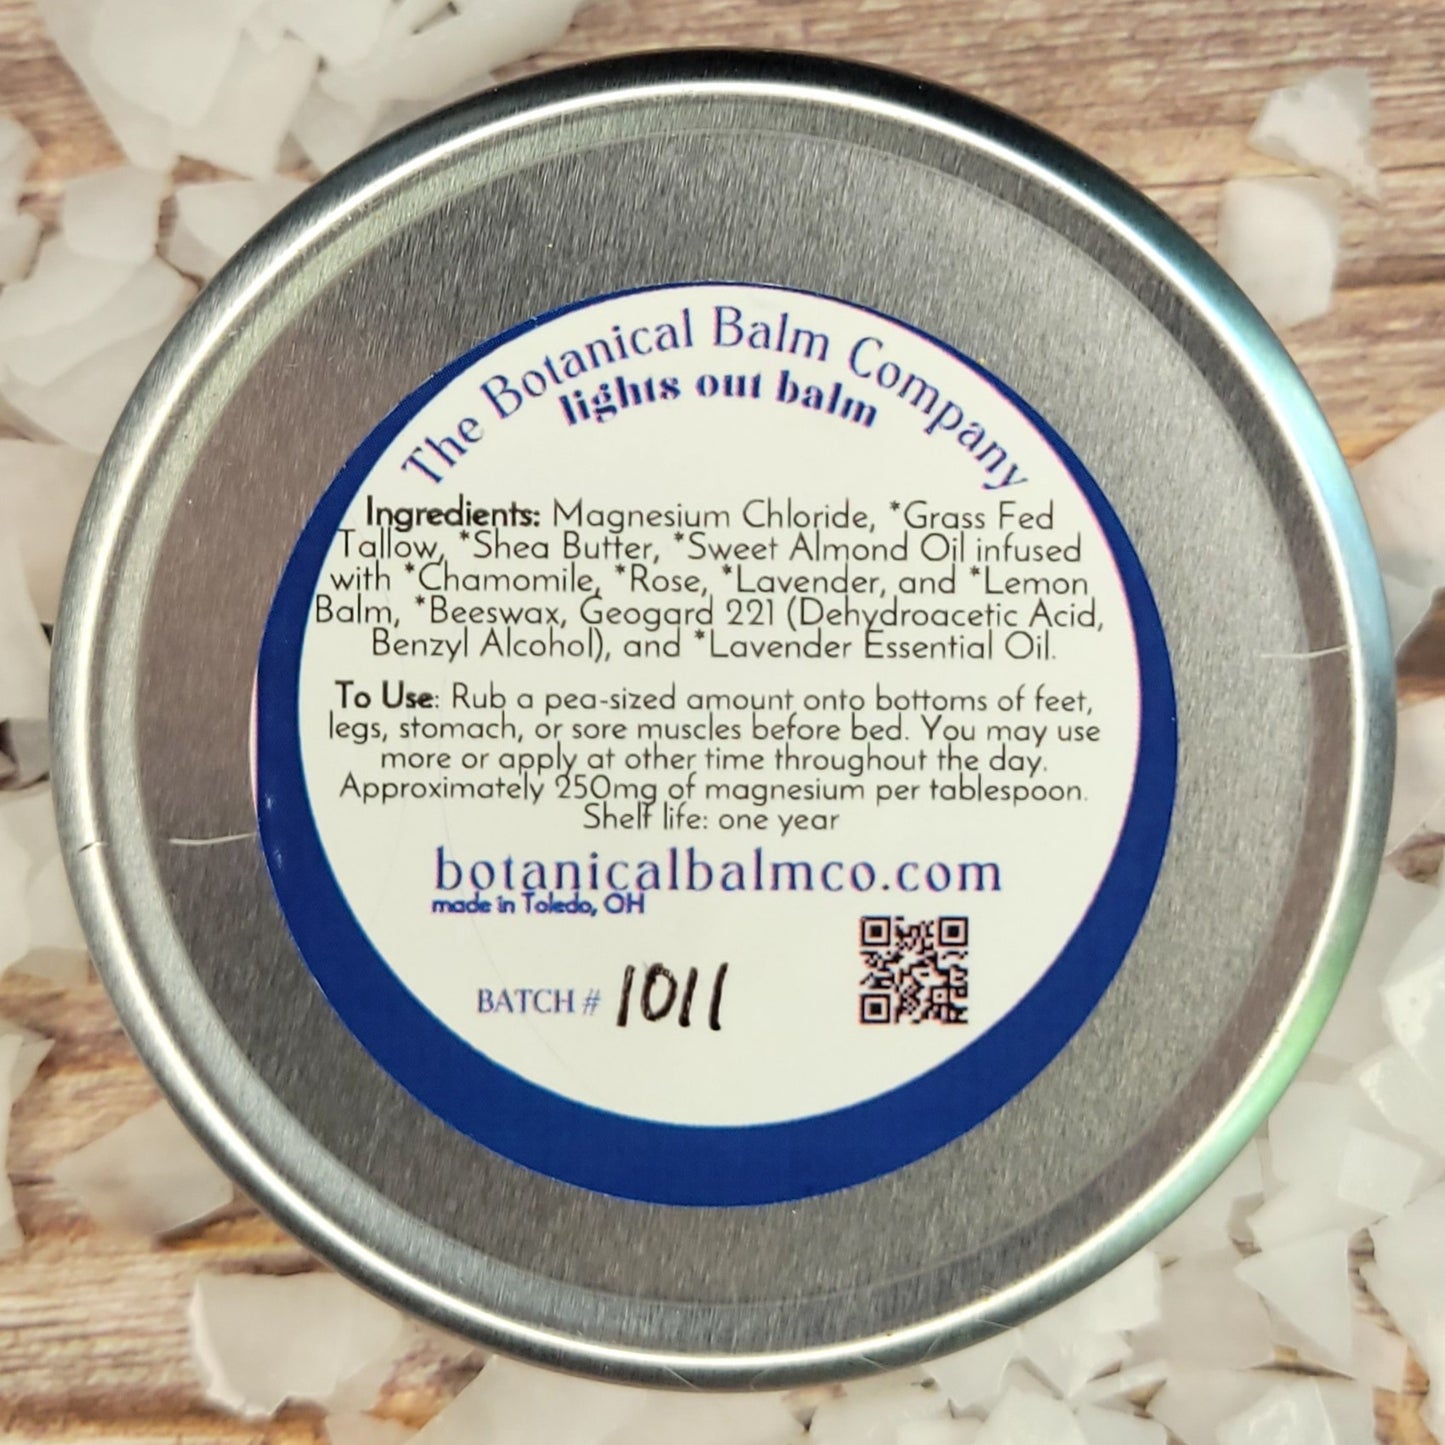 The Botanical Balm Company
lights out balm
Ingredients: Magnesium Chloride, *Grass Fed
Tallow, *Shea Butter, *Sweet Almond Oil infused
with *Chamomile, *Rose, *Lavender, and *Lemon
Balm, *Beeswax, Geogard 221 (Dehydroacetic Acid,
Benzyl Alcohol), and *Lavender Essential Oil.
To Use: Rub a pea-sized amount onto bottoms of feet,
legs, stomach, or sore muscles before bed. You may use
more or apply at other time throughout the day.
Approximately 250mg of magnesium per tablespoon.
Shelf life: one year
botanicalbalmco.com
made in Toledo, OH
BATCH # 1011